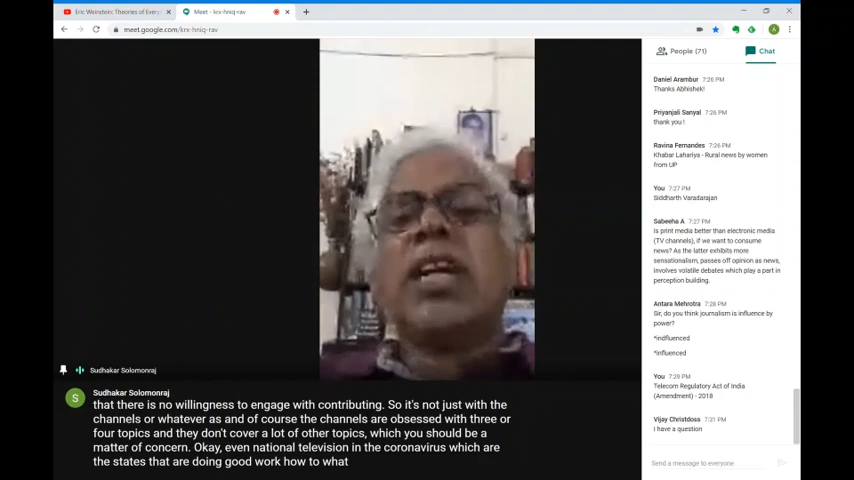 Eric Weinstein: Theories of Every
Meet - knr-hniq-rav
meet.google.com/knr-hniq-rav
People (71)
Chat
Daniel Arambur 7:26 PM
Thanks Abhishek!
Priyanjali Sanyal 7:26 PM
thank you !
Ravina Fernandes 7:26 PM
Khabar Lahariya - Rural news by women
from UP
You 7:27 PM
Siddharth Varadarajan
Sabeeha A 7:27 PM
Is print media better than electronic media
(TV channels), if we want to consume
news? As the latter exhibits more
sensationalism, passes off opinion as news,
involves volatile debates which play a part in
perception building.
Antara Mehrotra 7:28 PM
Sir, do you think journalism is influence by
power?
*indfluenced
*influenced
You 7:29 PM
Telecom Regulatory Act of India
(Amendment) - 2018
Vijay Christdoss 7:31 PM
I have a question
Send a message to everyone
Sudhakar Solomonraj
S
Sudhakar Solomonraj
that there is no willingness to engage with contributing. So it's not just with the
channels or whatever as and of course the channels are obsessed with three or
four topics and they don't cover a lot of other topics, which you should be a
matter of concern. Okay, even national television in the coronavirus which are
the states that are doing good work how to what